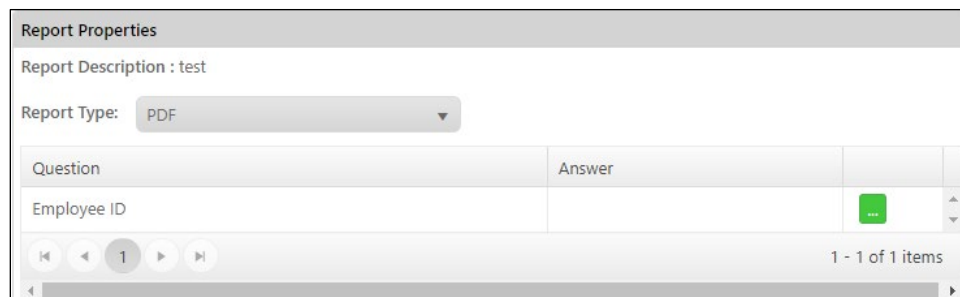 Report Properties
Report Description : test
Report Type: PDF
Question Answer
Employee ID ...
1 1 - 1 of 1 items